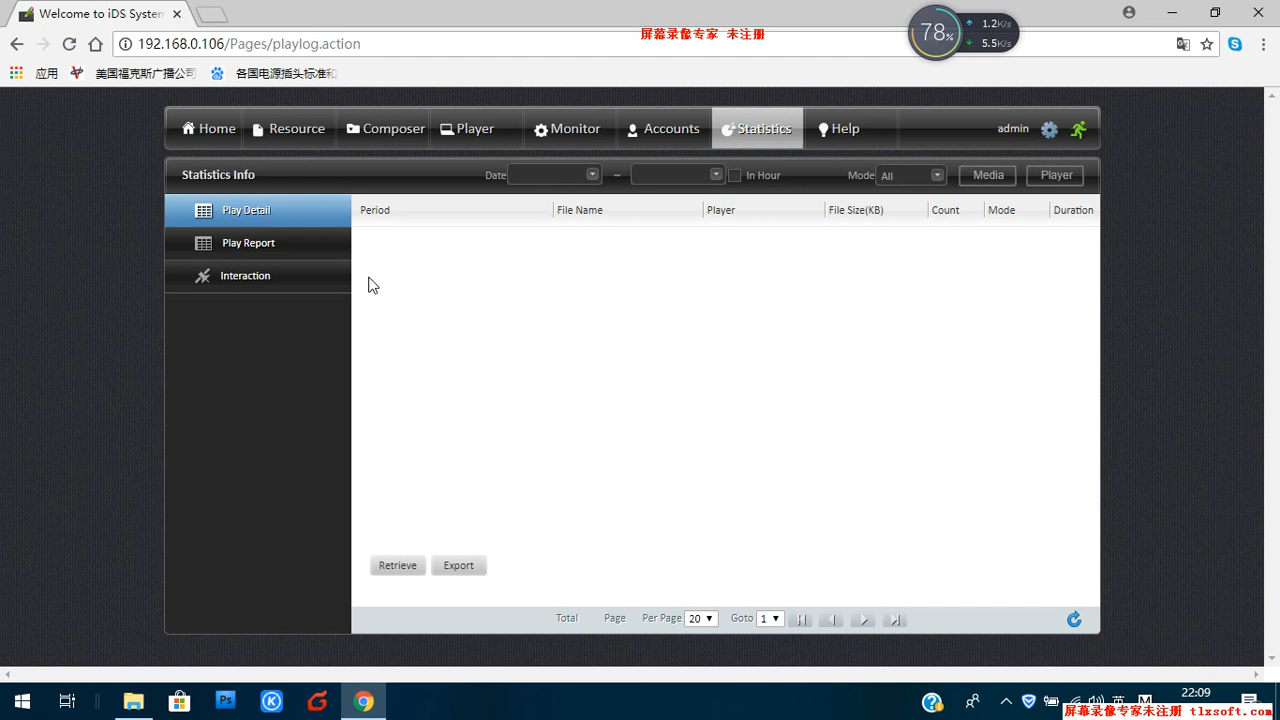 Welcome to iDS System
屏幕录像专家 未注册
78%
1.2K/s
5.5K/s
192.168.0.106/Pages/playlog.action
应用
美国福克斯广播公司
各国电源插头标准和
Home
Resource
Composer
Player
Monitor
Accounts
Statistics
Help
admin
Statistics Info
Date
~
In Hour
Mode
All
Media
Player
Play Detail
Play Report
Interaction
Period
File Name
Player
File Size(KB)
Count
Mode
Duration
Retrieve
Export
Total
Page
Per Page
20
Goto
1
Ps
K
英
M
22:09
屏幕录像专家未注册 tlxsoft.com